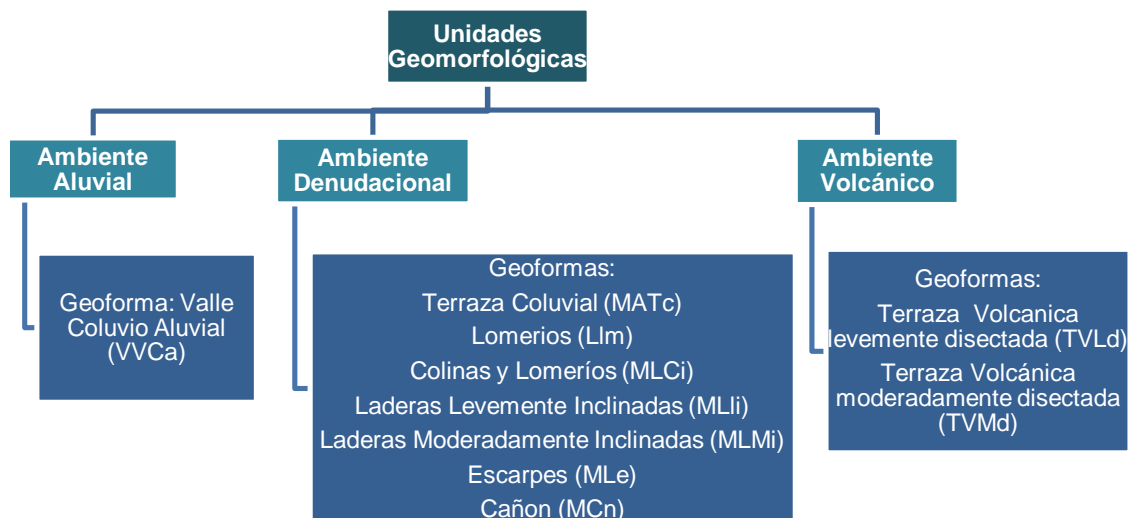 Unidades
Geomorfológicas
Ambiente
Aluvial
Geoforma: Valle
Coluvio Aluvial
(VVCa)
Ambiente
Denudacional
Geoformas:
Terraza Coluvial (MATc)
Lomerios (Llm)
Colinas y Lomeríos (MLCi)
Laderas Levemente Inclinadas (MLli)
Laderas Moderadamente Inclinadas (MLMi)
Escarpes (MLe)
Cañon (MCn)
Ambiente
Volcánico
Geoformas:
Terraza Volcanica
levemente disectada (TVLd)
Terraza Volcánica
moderadamente disectada
(TVMd)